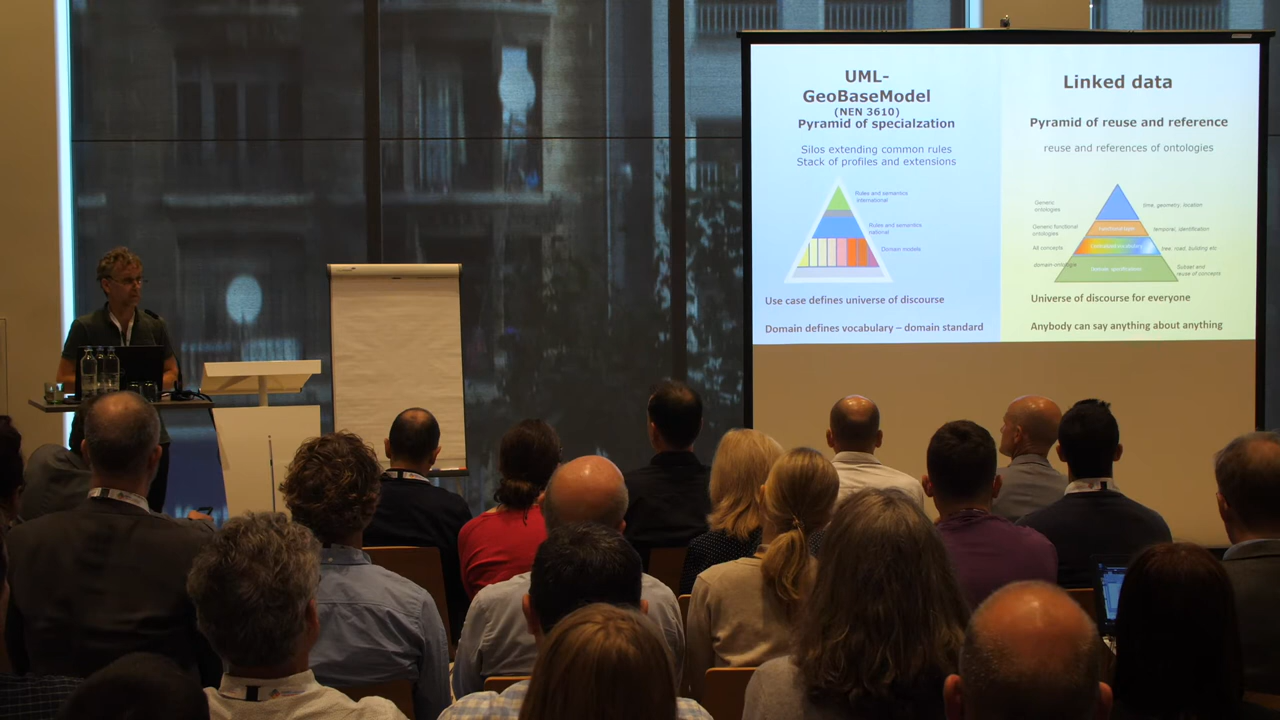 UML-
GeoBaseModel
(NEN 3610)
Pyramid of specialzation
Silos extending common rules
Stack of profiles and extensions
Rules and semantics
international
Rules and semantics
national
Domain models
Use case defines universe of discourse
Domain defines vocabulary – domain standard
Linked data
Pyramid of reuse and reference
reuse and references of ontologies
Generic
ontologies
time, geometry, location
Generic functional
ontologies
temporal, identification
All concepts
tree, road, building etc
domain ontologie
Domain specifications
Subset and
reuse of concepts
Universe of discourse for everyone
Anybody can say anything about anything